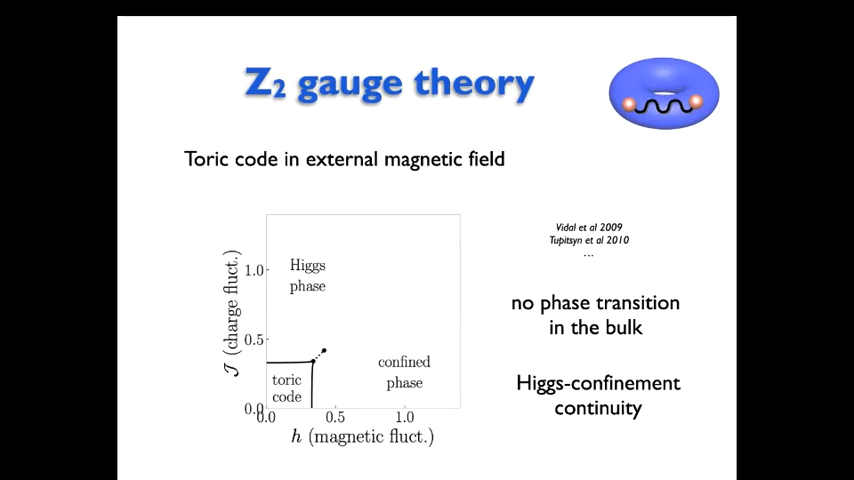 Z2 gauge theory
Toric code in external magnetic field
Vidal et al 2009
Tupitsyn et al 2010
...
no phase transition
in the bulk
Higgs-confinement
continuity
𝒥 (charge fluct.)
1.0
0.5
0.0
Higgs
phase
confined
phase
toric
code
0.0 0.5 1.0
h (magnetic fluct.)